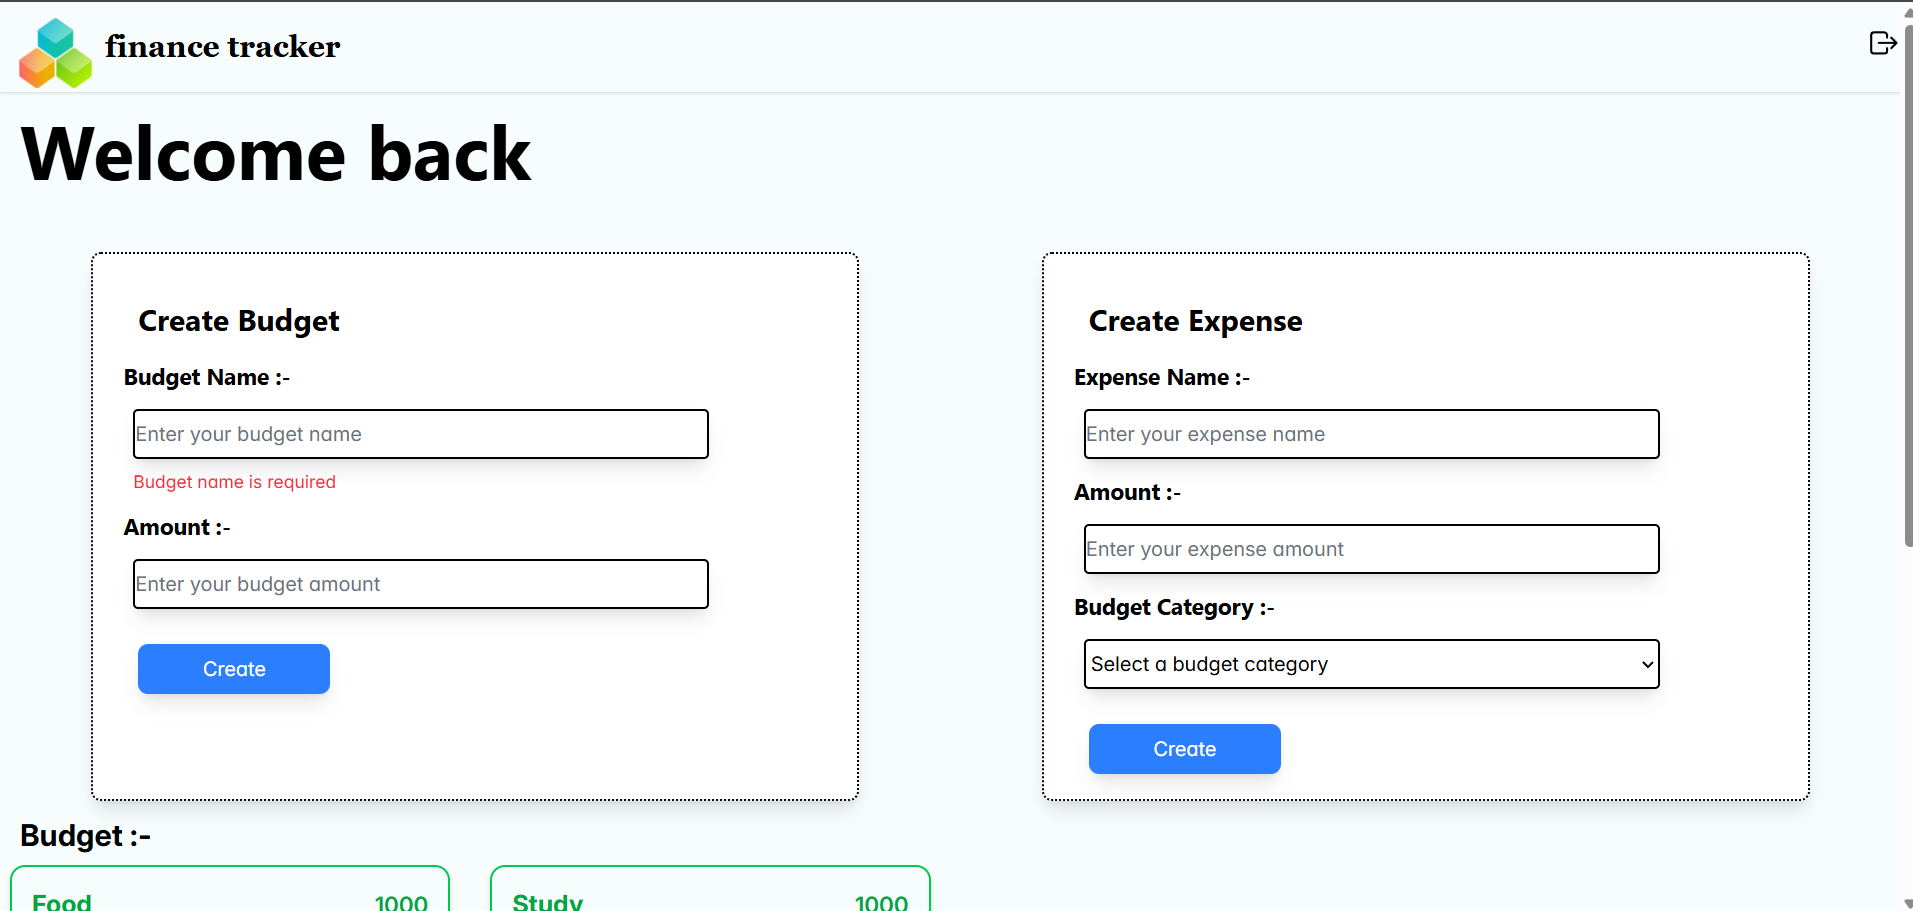 finance tracker
Welcome back
Create Budget
Budget Name :-
Enter your budget name
Budget name is required
Amount :-
Enter your budget amount
Create
Create Expense
Expense Name :-
Enter your expense name
Amount :-
Enter your expense amount
Budget Category :-
Select a budget category
Create
Budget :-
Food 1000
Study 1000